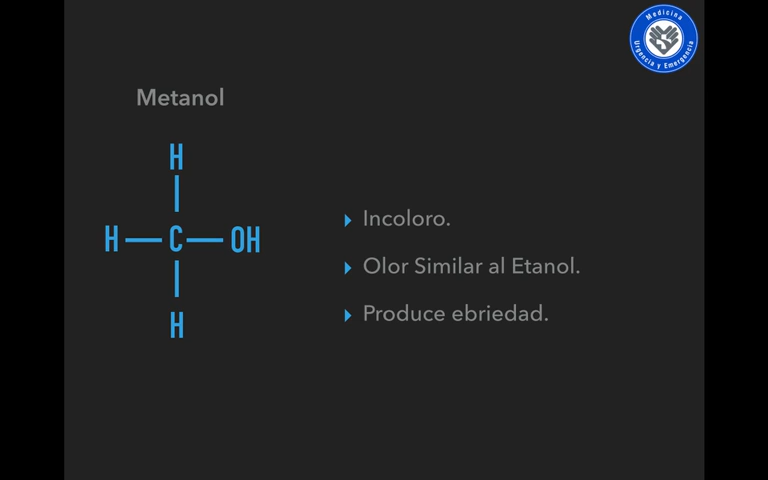 Medicina
Urgencia y Emergencia
Metanol
H
H C OH
H
Incoloro.
Olor Similar al Etanol.
Produce ebriedad.